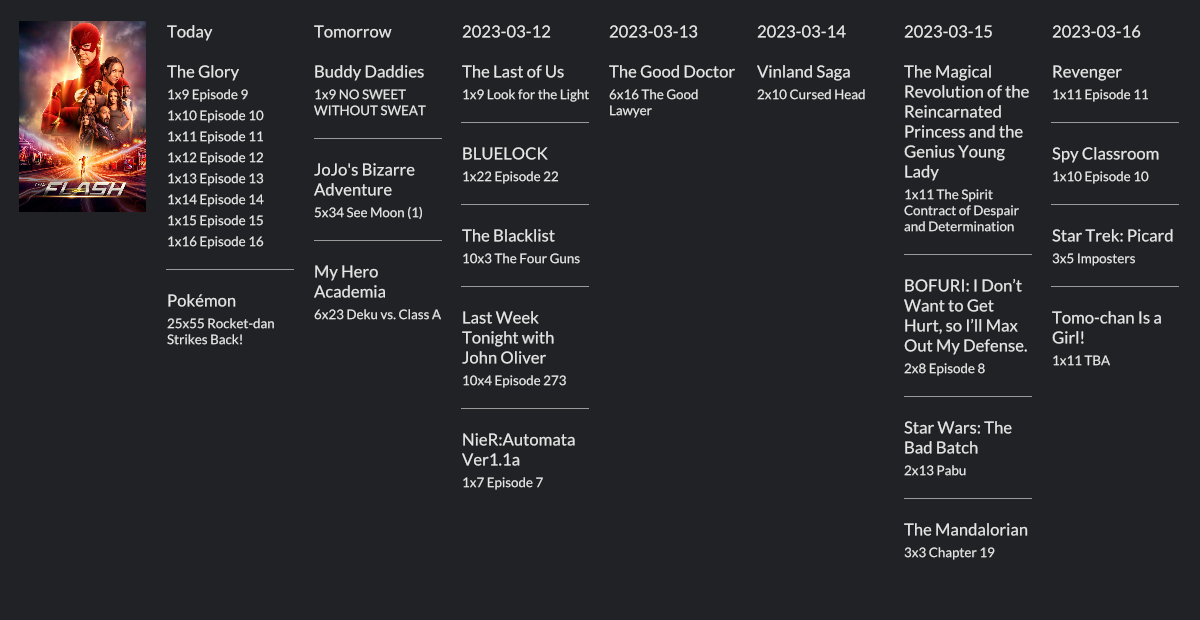 THE FLASH
Today
The Glory
1x9 Episode 9
1x10 Episode 10
1x11 Episode 11
1x12 Episode 12
1x13 Episode 13
1x14 Episode 14
1x15 Episode 15
1x16 Episode 16
Pokémon
25x55 Rocket-dan
Strikes Back!
Tomorrow
Buddy Daddies
1x9 NO SWEET
WITHOUT SWEAT
JoJo's Bizarre
Adventure
5x34 See Moon (1)
My Hero
Academia
6x23 Deku vs. Class A
2023-03-12
The Last of Us
1x9 Look for the Light
BLUELOCK
1x22 Episode 22
The Blacklist
10x3 The Four Guns
Last Week
Tonight with
John Oliver
10x4 Episode 273
NieR:Automata
Ver1.1a
1x7 Episode 7
2023-03-13
The Good Doctor
6x16 The Good
Lawyer
2023-03-14
Vinland Saga
2x10 Cursed Head
2023-03-15
The Magical
Revolution of the
Reincarnated
Princess and the
Genius Young
Lady
1x11 The Spirit
Contract of Despair
and Determination
BOFURI: I Don’t
Want to Get
Hurt, so I’ll Max
Out My Defense.
2x8 Episode 8
Star Wars: The
Bad Batch
2x13 Pabu
The Mandalorian
3x3 Chapter 19
2023-03-16
Revenger
1x11 Episode 11
Spy Classroom
1x10 Episode 10
Star Trek: Picard
3x5 Imposters
Tomo-chan Is a
Girl!
1x11 TBA